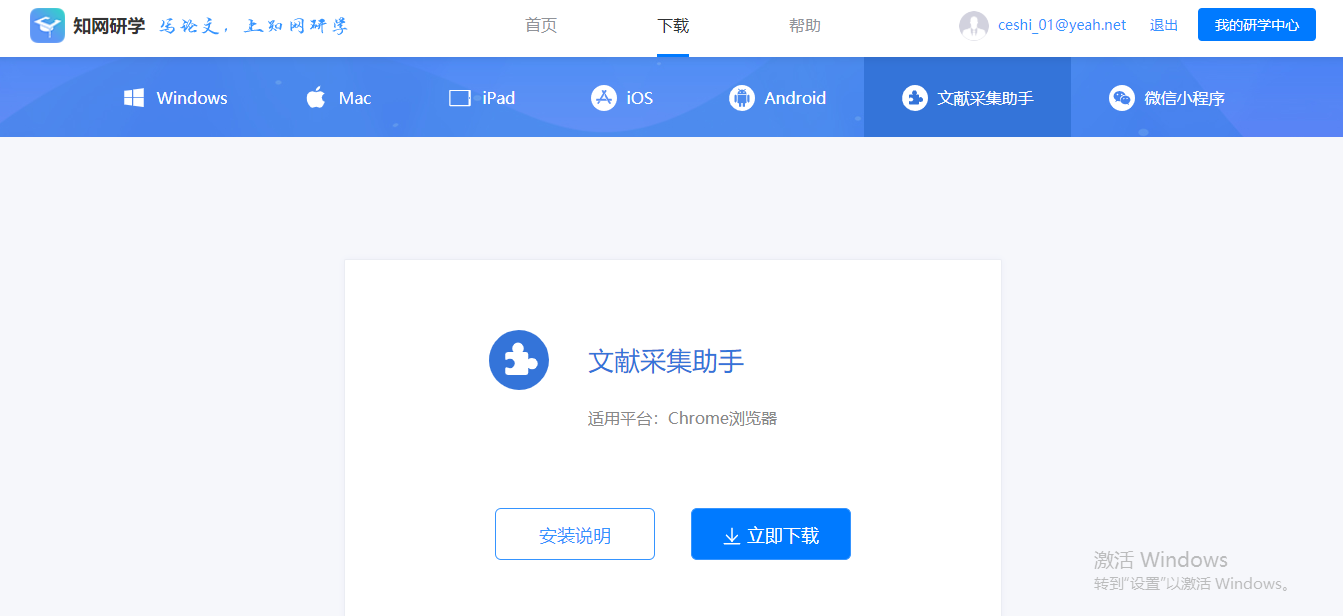 知网研学 写论文，上知网研学 首页 下载 帮助 ceshi_01@yeah.net 退出 我的研学中心
Windows Mac iPad iOS Android 文献采集助手 微信小程序
文献采集助手
适用平台：Chrome浏览器
安装说明 立即下载
激活 Windows
转到“设置”以激活 Windows。